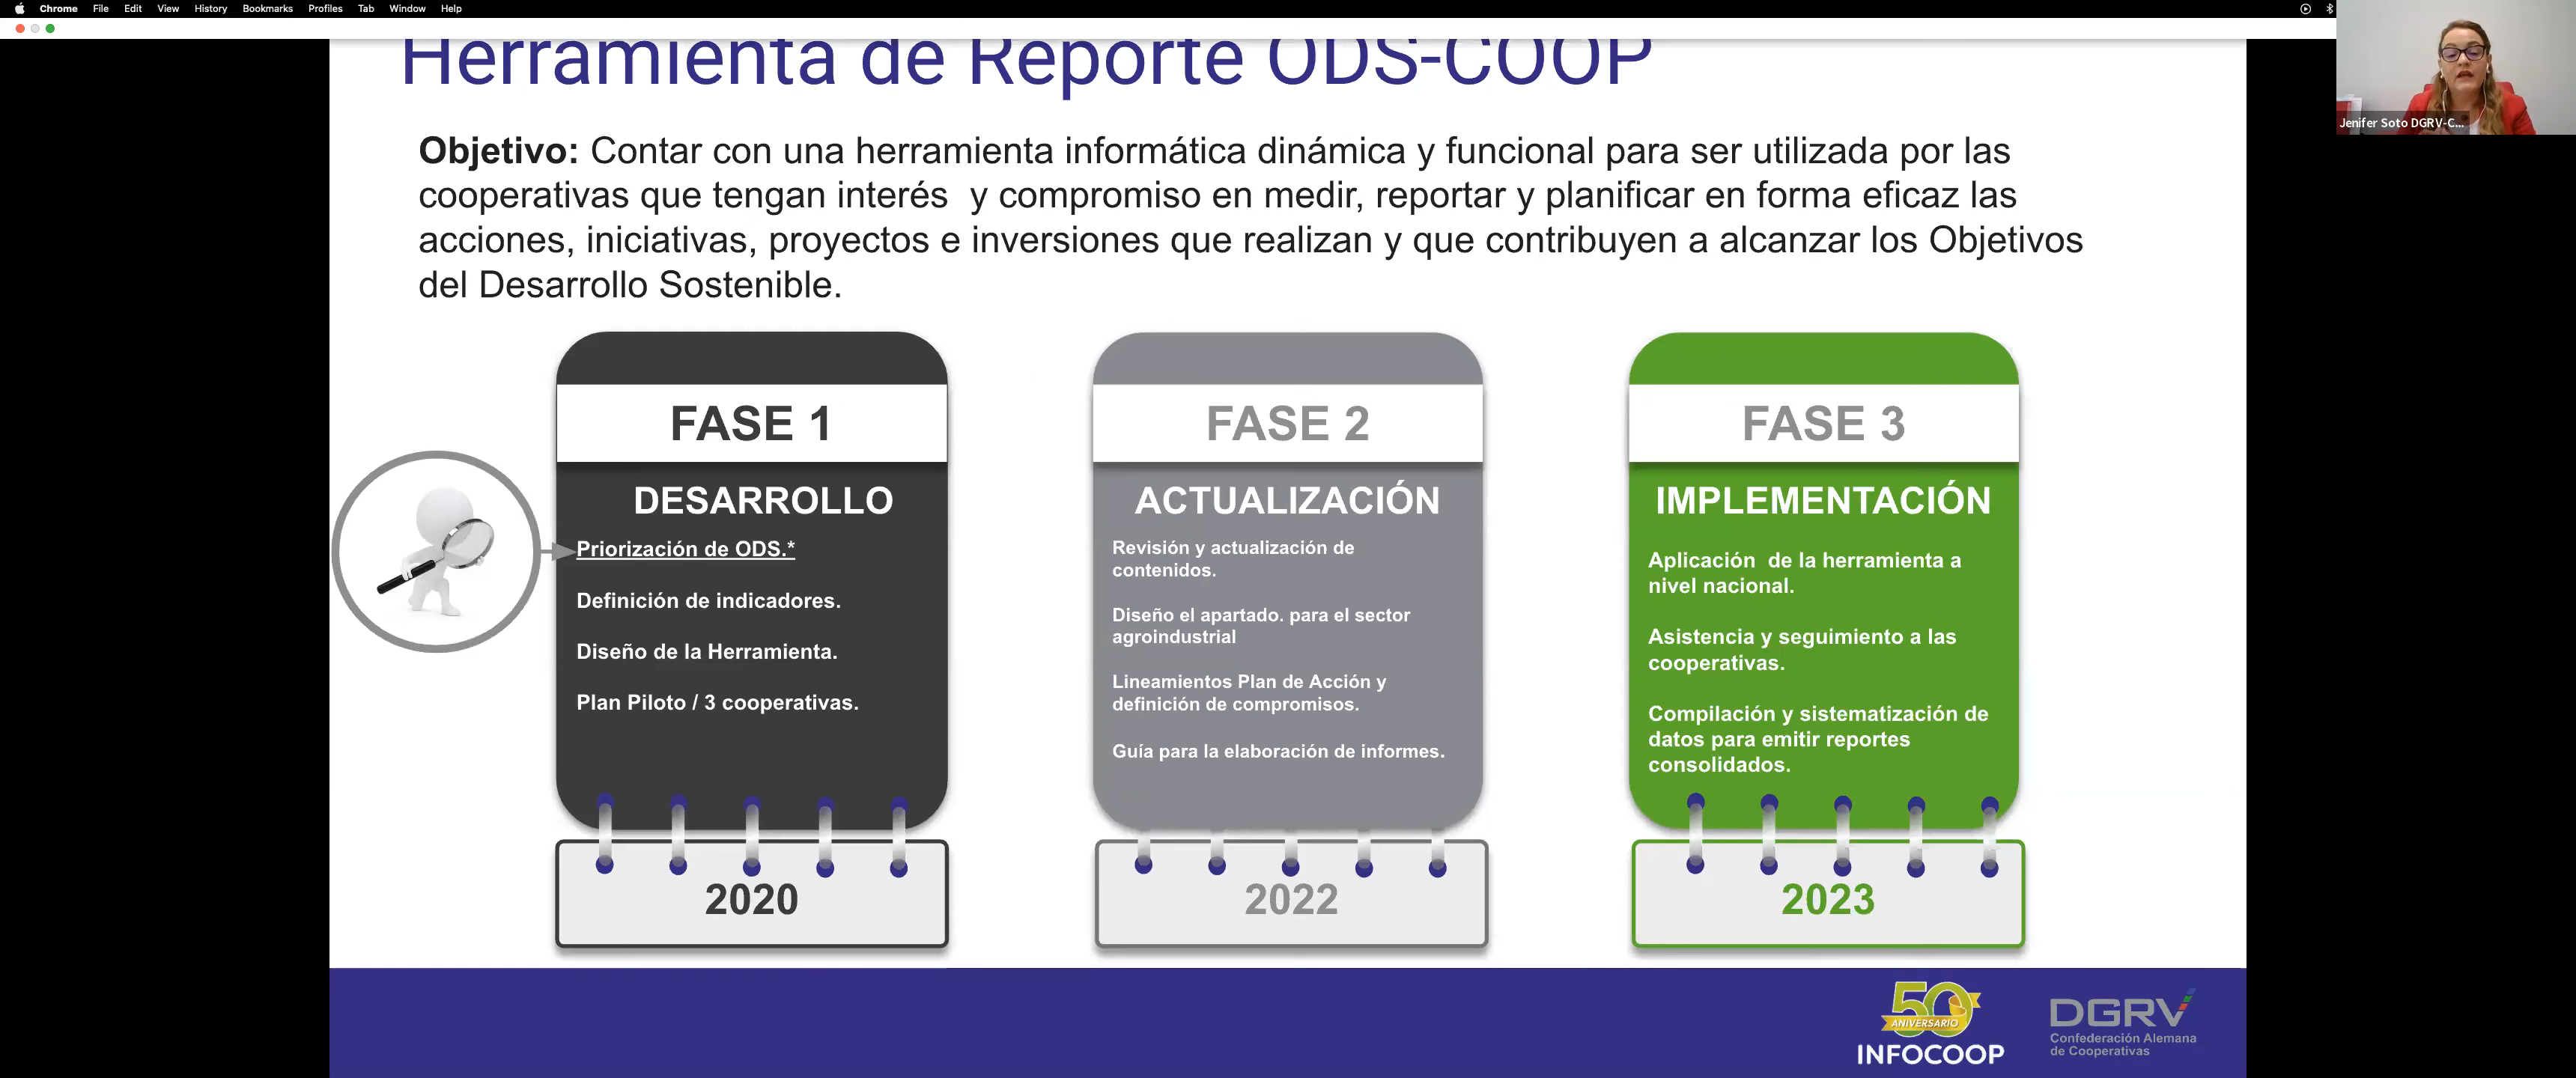 Chrome File Edit View History Bookmarks Profiles Tab Window Help
Herramienta de Reporte ODS-COOP
Jenifer Soto DGRV-C...
Objetivo: Contar con una herramienta informática dinámica y funcional para ser utilizada por las
cooperativas que tengan interés y compromiso en medir, reportar y planificar en forma eficaz las
acciones, iniciativas, proyectos e inversiones que realizan y que contribuyen a alcanzar los Objetivos
del Desarrollo Sostenible.
FASE 1
DESARROLLO
Priorización de ODS.*
Definición de indicadores.
Diseño de la Herramienta.
Plan Piloto / 3 cooperativas.
2020
FASE 2
ACTUALIZACIÓN
Revisión y actualización de
contenidos.
Diseño el apartado. para el sector
agroindustrial
Lineamientos Plan de Acción y
definición de compromisos.
Guía para la elaboración de informes.
2022
FASE 3
IMPLEMENTACIÓN
Aplicación de la herramienta a
nivel nacional.
Asistencia y seguimiento a las
cooperativas.
Compilación y sistematización de
datos para emitir reportes
consolidados.
2023
50
ANIVERSARIO
INFOCOOP
DGRV
Confederación Alemana
de Cooperativas